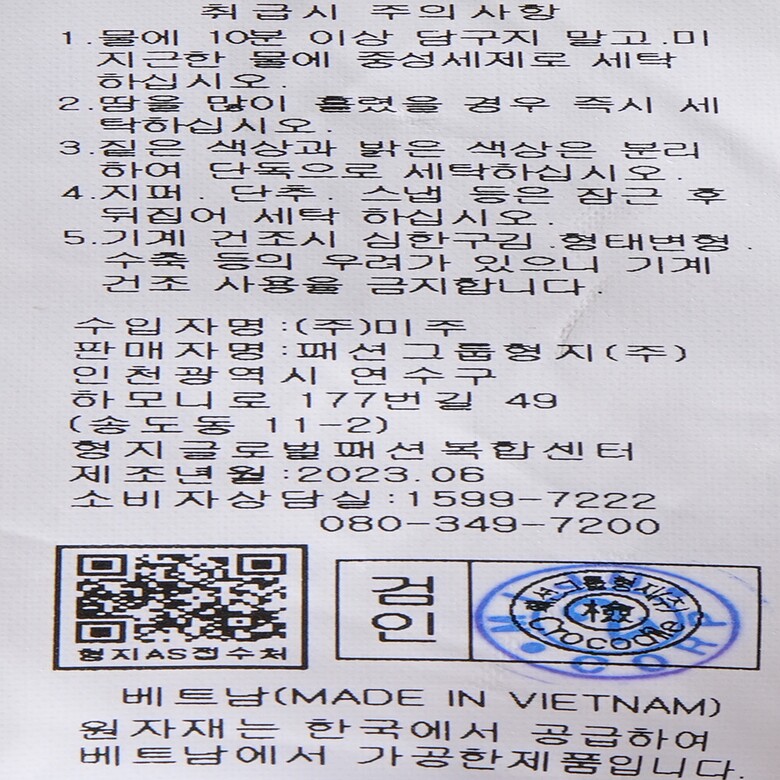 취급시 주의사항
1.물에 10분 이상 담구지 말고.미
지근한 물에 중성세제로 세탁
하십시오.
2.땀을 많이 흘렸을 경우 즉시 세
탁하십시오.
3.짙은 색상과 밝은 색상은 분리
하여 단독으로 세탁하십시오.
4.지퍼. 단추. 스냅 등은 잠근 후
뒤집어 세탁 하십시오.
5.기계 건조시 심한구김.형태변형.
수축 등의 우려가 있으니 기계
건조 사용을 금지합니다.
수입자명:(주)미주
판매자명:패션그룹형지(주)
인천광역시 연수구
하모니로 177번길 49
(송도동 11-2)
형지글로벌패션복합센터
제조년월:2023.06
소비자상담실:1599-7222
080-349-7200
형지AS접수처
검인
패션그룹형지(주)
檢
Crocodile
CORP
베트남(MADE IN VIETNAM)
원자재는 한국에서 공급하여
베트남에서 가공한제품입니다.